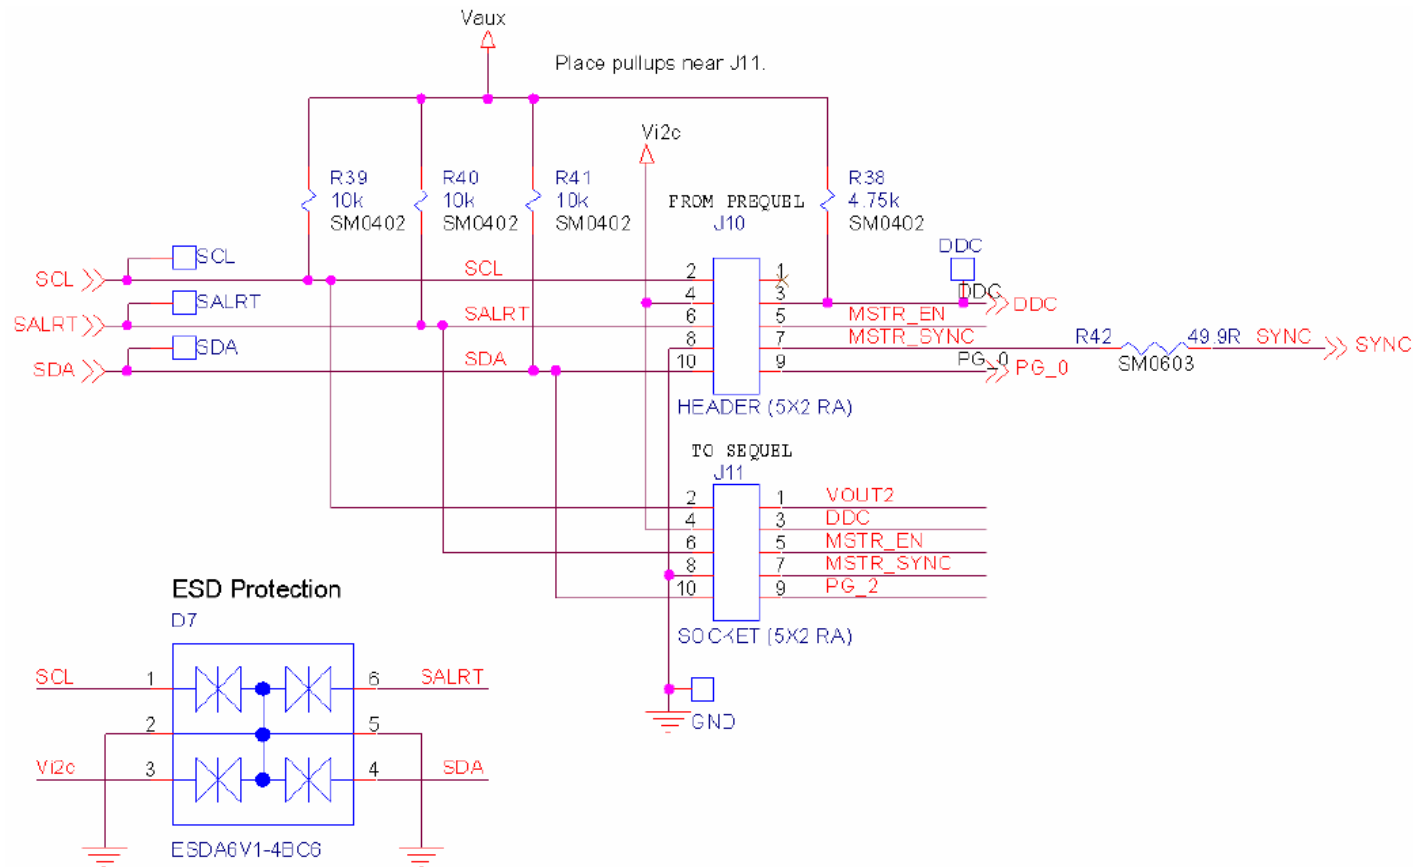 Vaux
Place pullups near J11.
Vi2c
R39
10k
SM0402
R40
10k
SM0402
R41
10k
SM0402
R38
4.75k
SM0402
FROM PREQUEL
J10
SCL
SCL
SCL
2
1
DDC
4
3
DDC
DDC
SALRT
SALRT
SALRT
6
5
MSTR_EN
8
7
MSTR_SYNC
R42
49.9R
SM0603
SYNC
SYNC
SDA
SDA
SDA
10
9
PG_0
PG_0
HEADER (5X2 RA)
TO SEQUEL
J11
2
1
VOUT2
4
3
DDC
6
5
MSTR_EN
8
7
MSTR_SYNC
10
9
PG_2
SOCKET (5X2 RA)
GND
ESD Protection
D7
SCL
1
6
SALRT
2
5
Vi2c
3
4
SDA
ESDA6V1-4BC6